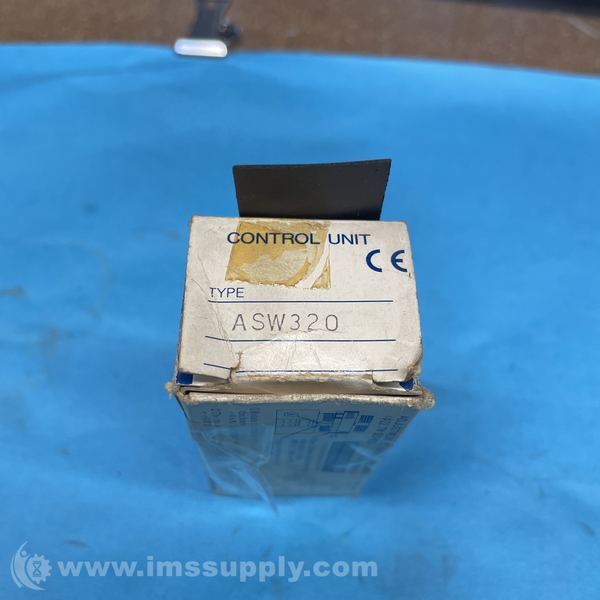 CONTROL UNIT
CE
TYPE
ASW320
www.imssupply.com